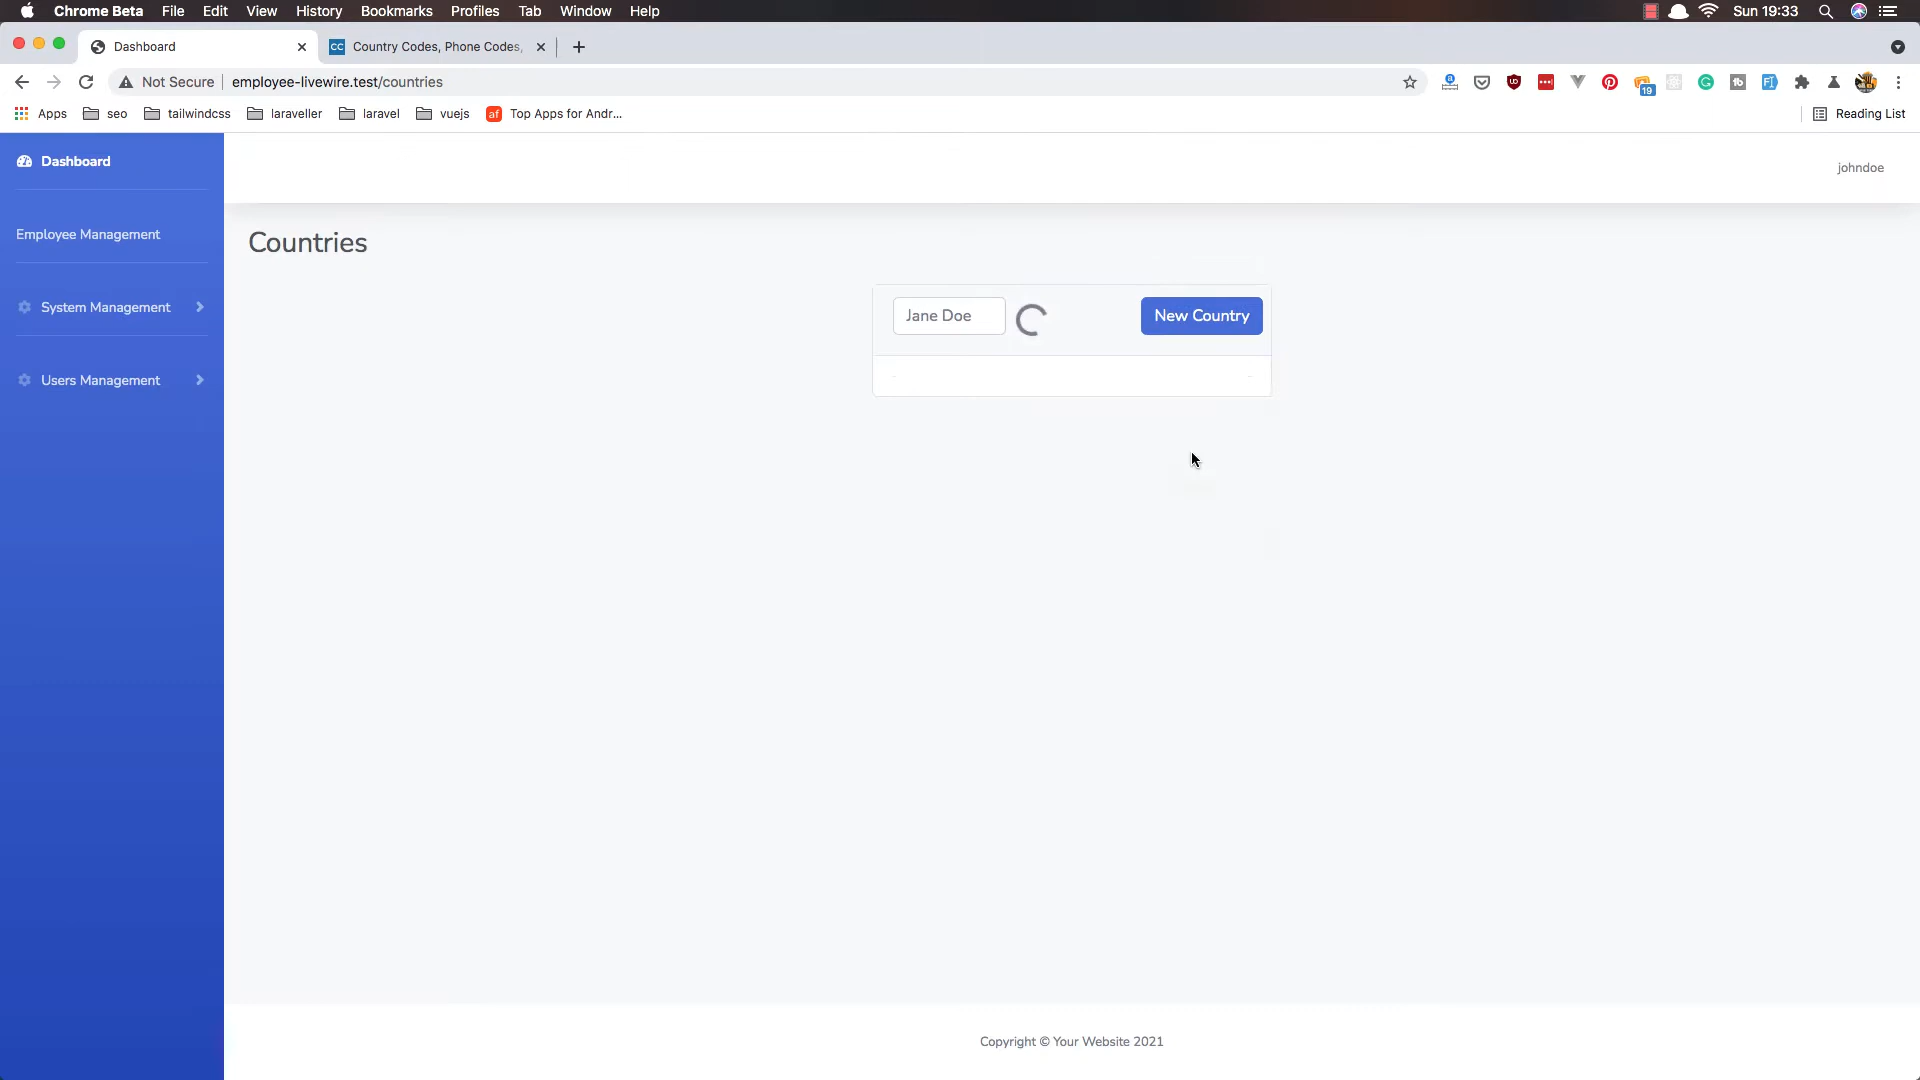 Chrome Beta File Edit View History Bookmarks Profiles Tab Window Help Sun 19:33
Dashboard Country Codes, Phone Codes,
Not Secure employee-livewire.test/countries 19
Apps seo tailwindcss laraveller laravel vuejs Top Apps for Andr... Reading List
Dashboard
johndoe
Employee Management
Countries
System Management
Jane Doe New Country
Users Management
Copyright © Your Website 2021